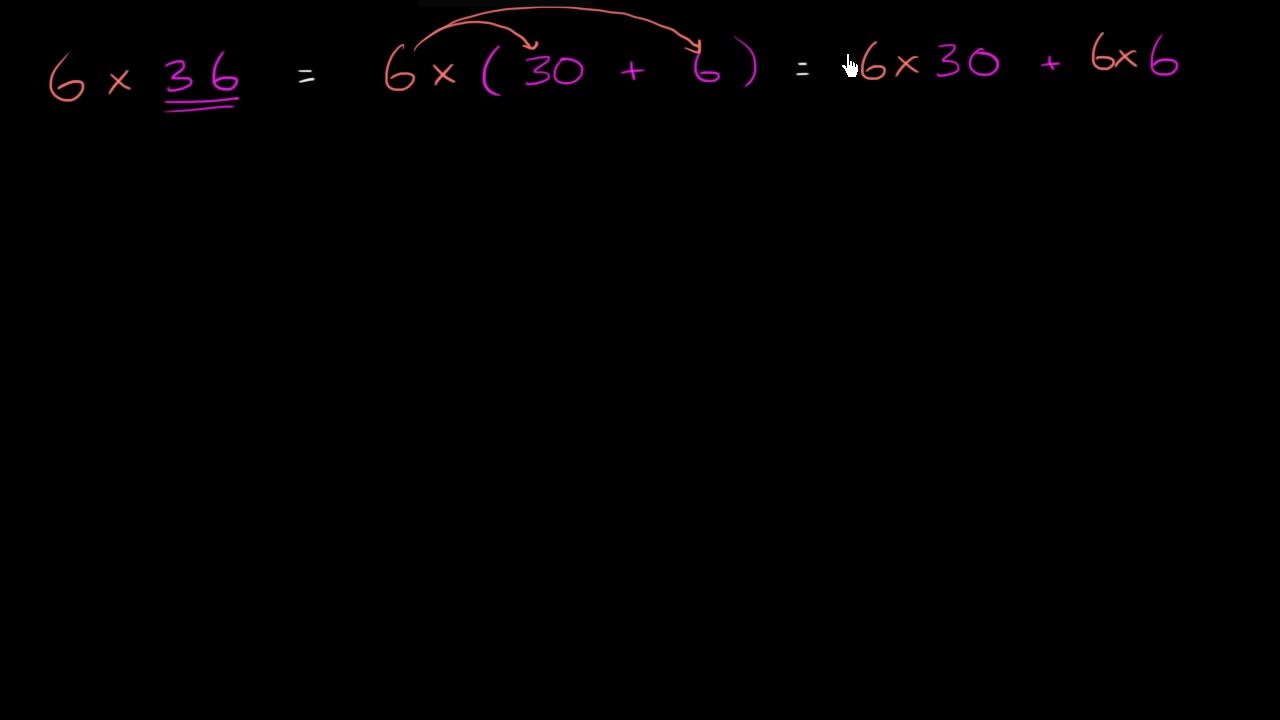 6 × 36 = 6 × ( 30 + 6 ) = 6 × 30 + 6 × 6